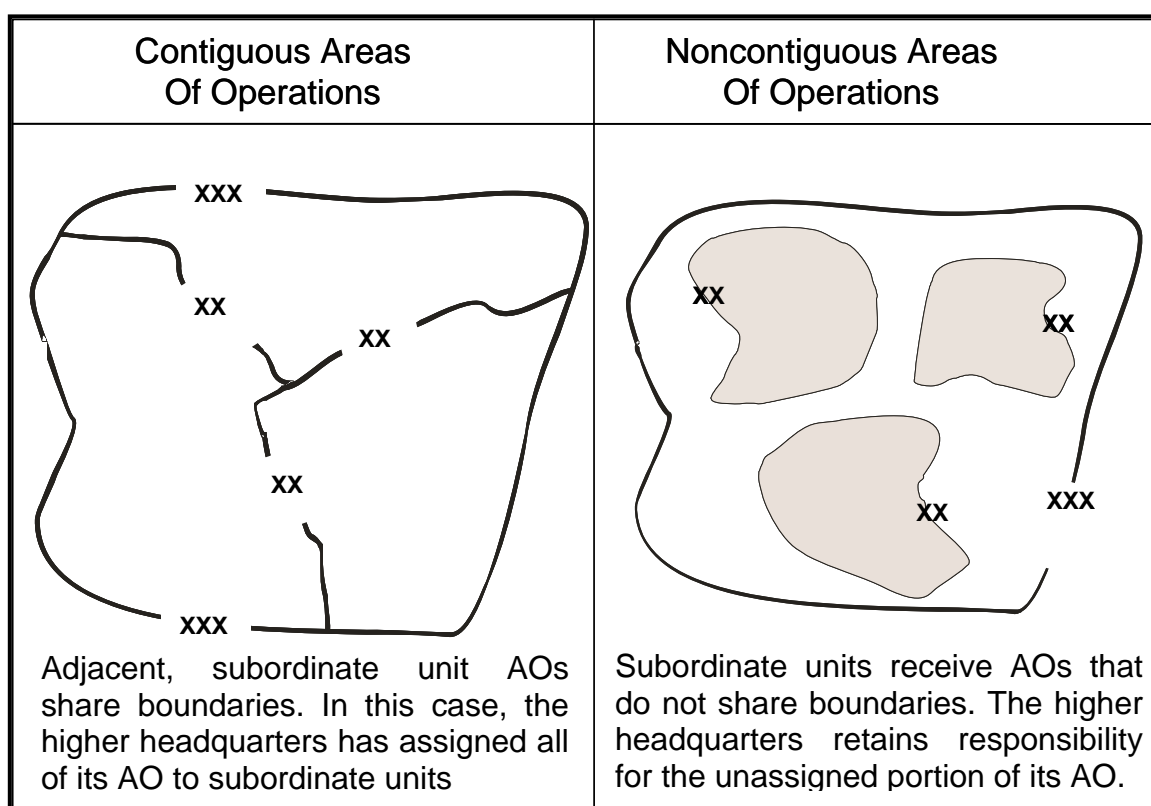 Contiguous Areas
Of Operations
Noncontiguous Areas
Of Operations
XXX
XX
XX
XX
XXX
Adjacent, subordinate unit AOs
share boundaries. In this case, the
higher headquarters has assigned all
of its AO to subordinate units
XX
XX
XX
XXX
Subordinate units receive AOs that
do not share boundaries. The higher
headquarters retains responsibility
for the unassigned portion of its AO.